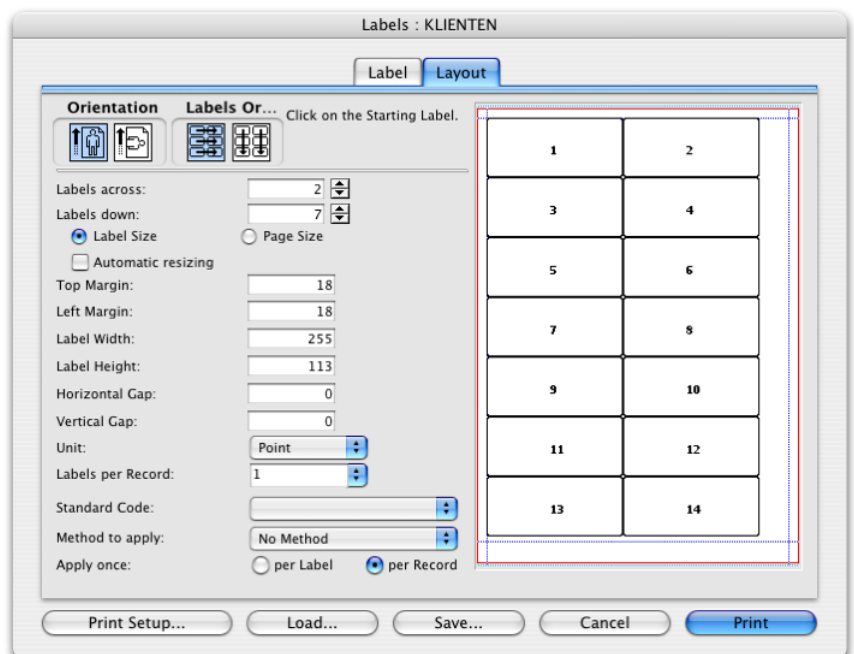 Labels : KLIENTEN
Label Layout
Orientation Labels Or... Click on the Starting Label.
Labels across: 2
Labels down: 7
Label Size Page Size
Automatic resizing
Top Margin: 18
Left Margin: 18
Label Width: 255
Label Height: 113
Horizontal Gap: 0
Vertical Gap: 0
Unit: Point
Labels per Record: 1
Standard Code:
Method to apply: No Method
Apply once: per Label per Record
1 2
3 4
5 6
7 8
9 10
11 12
13 14
Print Setup... Load... Save... Cancel Print